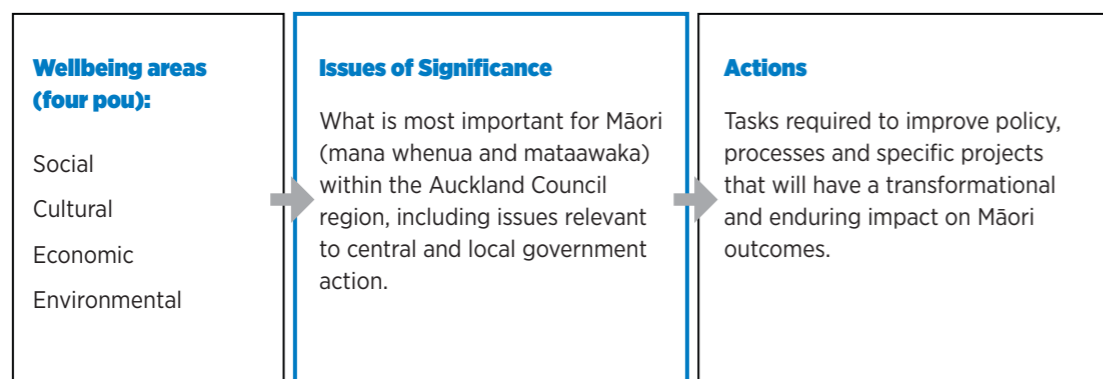 Wellbeing areas
(four pou):
Social
Cultural
Economic
Environmental
Issues of Significance
What is most important for Māori
(mana whenua and mataawaka)
within the Auckland Council
region, including issues relevant
to central and local government
action.
Actions
Tasks required to improve policy,
processes and specific projects
that will have a transformational
and enduring impact on Māori
outcomes.